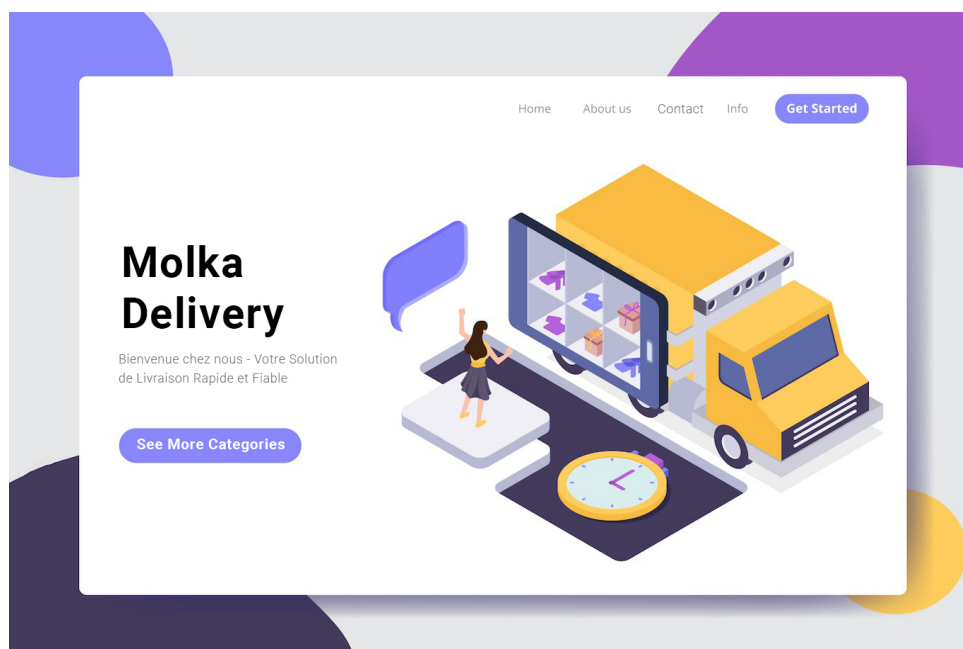 Home About us Contact Info Get Started
Molka
Delivery
Bienvenue chez nous - Votre Solution
de Livraison Rapide et Fiable
See More Categories